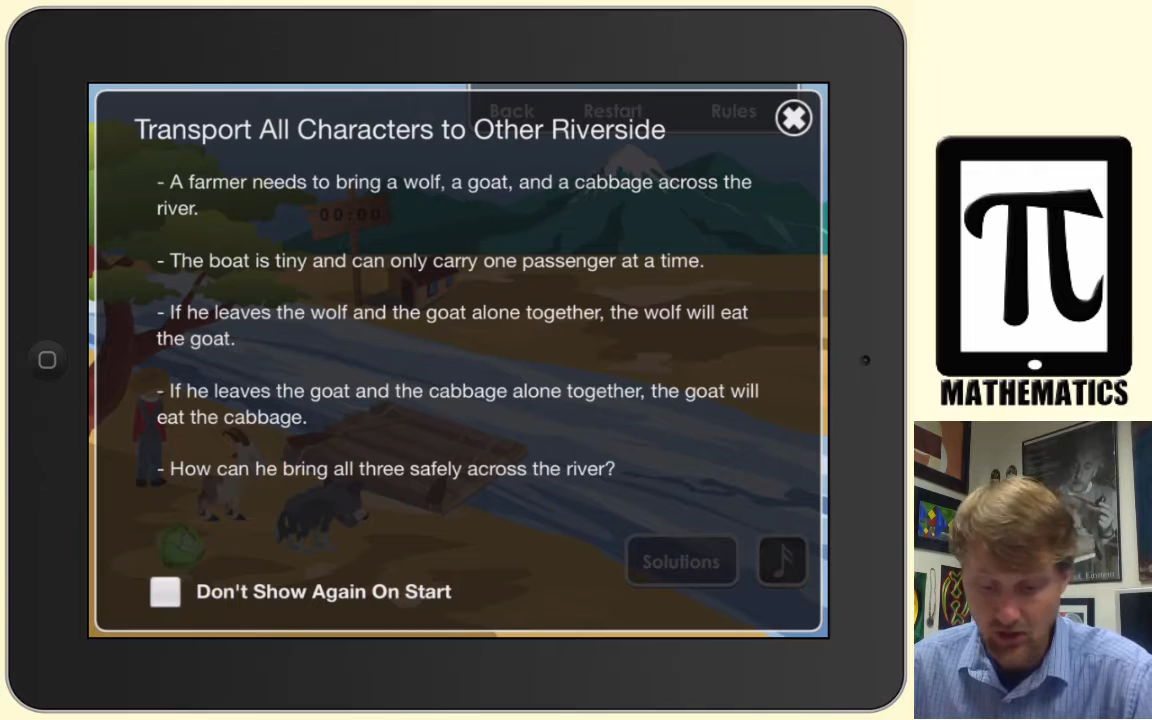 Back Restart Rules
Transport All Characters to Other Riverside
- A farmer needs to bring a wolf, a goat, and a cabbage across the
river.
00:00
- The boat is tiny and can only carry one passenger at a time.
- If he leaves the wolf and the goat alone together, the wolf will eat
the goat.
- If he leaves the goat and the cabbage alone together, the goat will
eat the cabbage.
- How can he bring all three safely across the river?
Solutions
Don't Show Again On Start
π
MATHEMATICS
Einstein